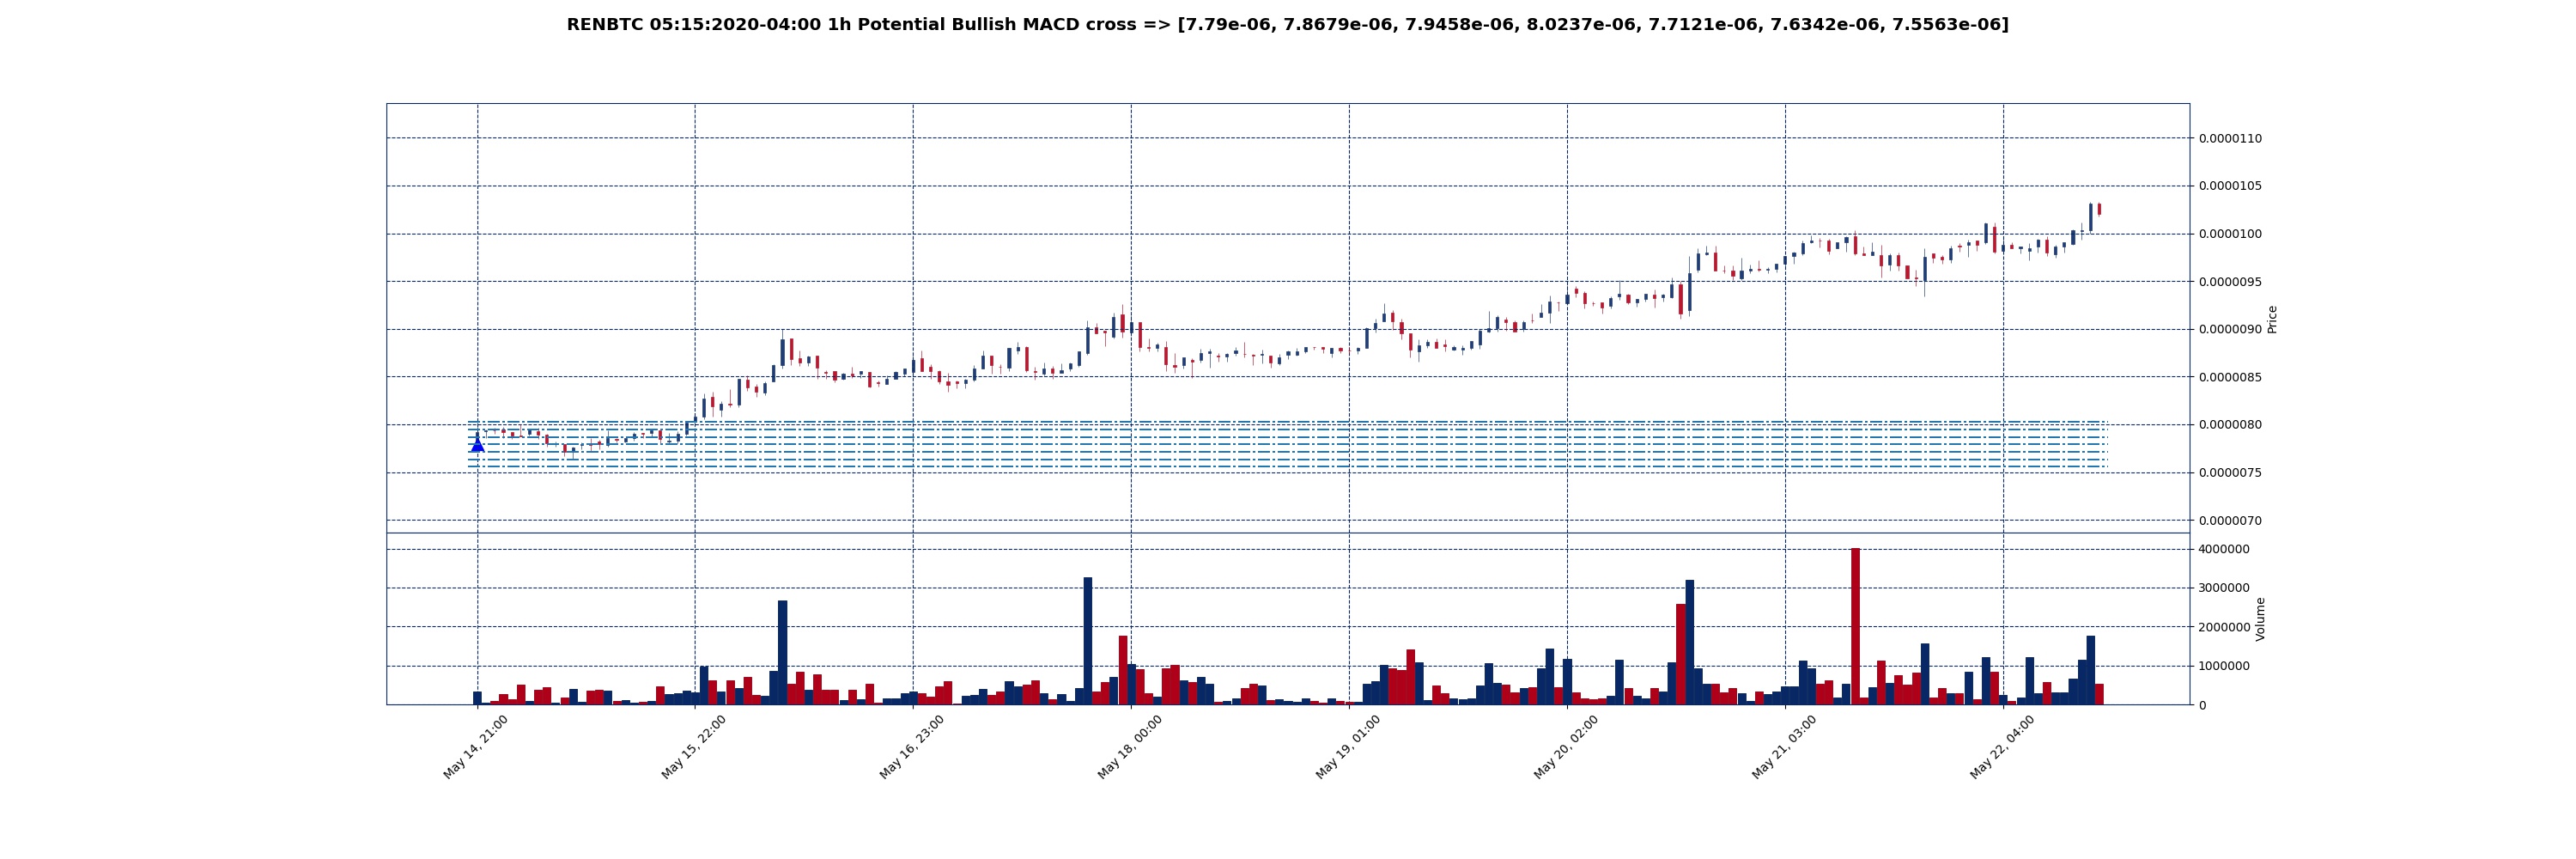 RENBTC 05:15:2020-04:00 1h Potential Bullish MACD cross => [7.79e-06, 7.8679e-06, 7.9458e-06, 8.0237e-06, 7.7121e-06, 7.6342e-06, 7.5563e-06]
0.0000110
0.0000105
0.0000100
0.0000095
0.0000090
0.0000085
0.0000080
0.0000075
0.0000070
Price
4000000
3000000
2000000
1000000
0
Volume
May 14, 21:00
May 15, 22:00
May 16, 23:00
May 18, 00:00
May 19, 01:00
May 20, 02:00
May 21, 03:00
May 22, 04:00